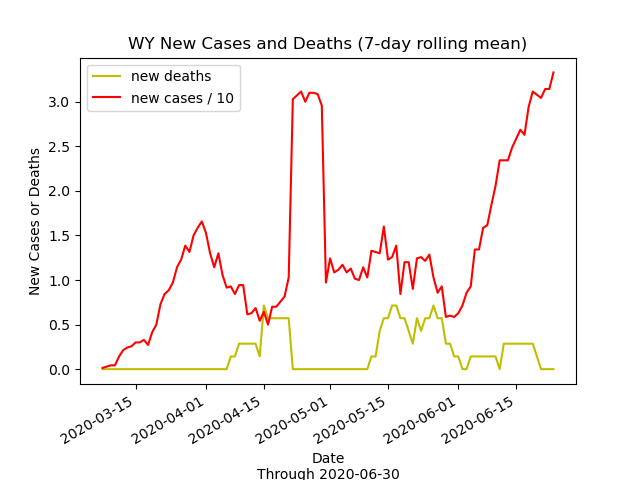 WY New Cases and Deaths (7-day rolling mean)
new deaths
new cases / 10
New Cases or Deaths
3.0
2.5
2.0
1.5
1.0
0.5
0.0
2020-03-15
2020-04-01
2020-04-15
2020-05-01
2020-05-15
2020-06-01
2020-06-15
Date
Through 2020-06-30